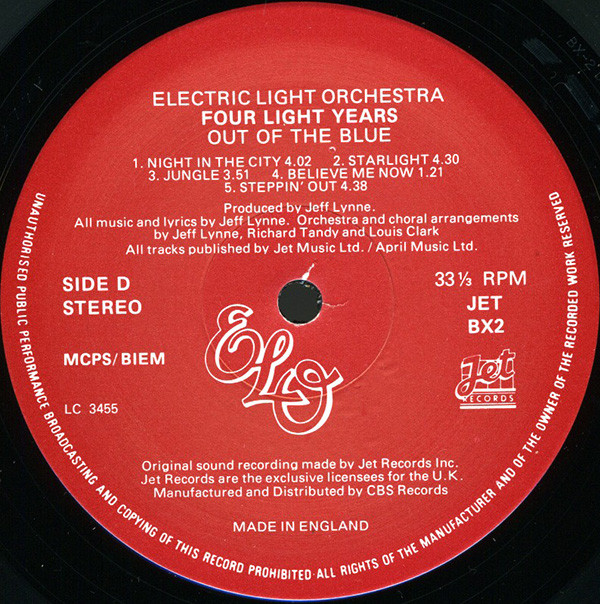 ELECTRIC LIGHT ORCHESTRA
FOUR LIGHT YEARS
OUT OF THE BLUE
1. NIGHT IN THE CITY 4.02 2. STARLIGHT 4.30
3. JUNGLE 3.51 4. BELIEVE ME NOW 1.21
5. STEPPIN' OUT 4.38
Produced by Jeff Lynne.
All music and lyrics by Jeff Lynne. Orchestra and choral arrangements
by Jeff Lynne, Richard Tandy and Louis Clark
All tracks published by Jet Music Ltd. / April Music Ltd.
SIDE D
STEREO
33⅓ RPM
JET
BX2
MCPS/BIEM
LC 3455
ELO
Jet
RECORDS
Original sound recording made by Jet Records Inc.
Jet Records are the exclusive licensees for the U.K.
Manufactured and Distributed by CBS Records
MADE IN ENGLAND
UNAUTHORISED PUBLIC PERFORMANCE BROADCASTING AND COPYING OF THIS RECORD PROHIBITED·ALL RIGHTS OF THE MANUFACTURER AND OF THE OWNER OF THE RECORDED WORK RESERVED